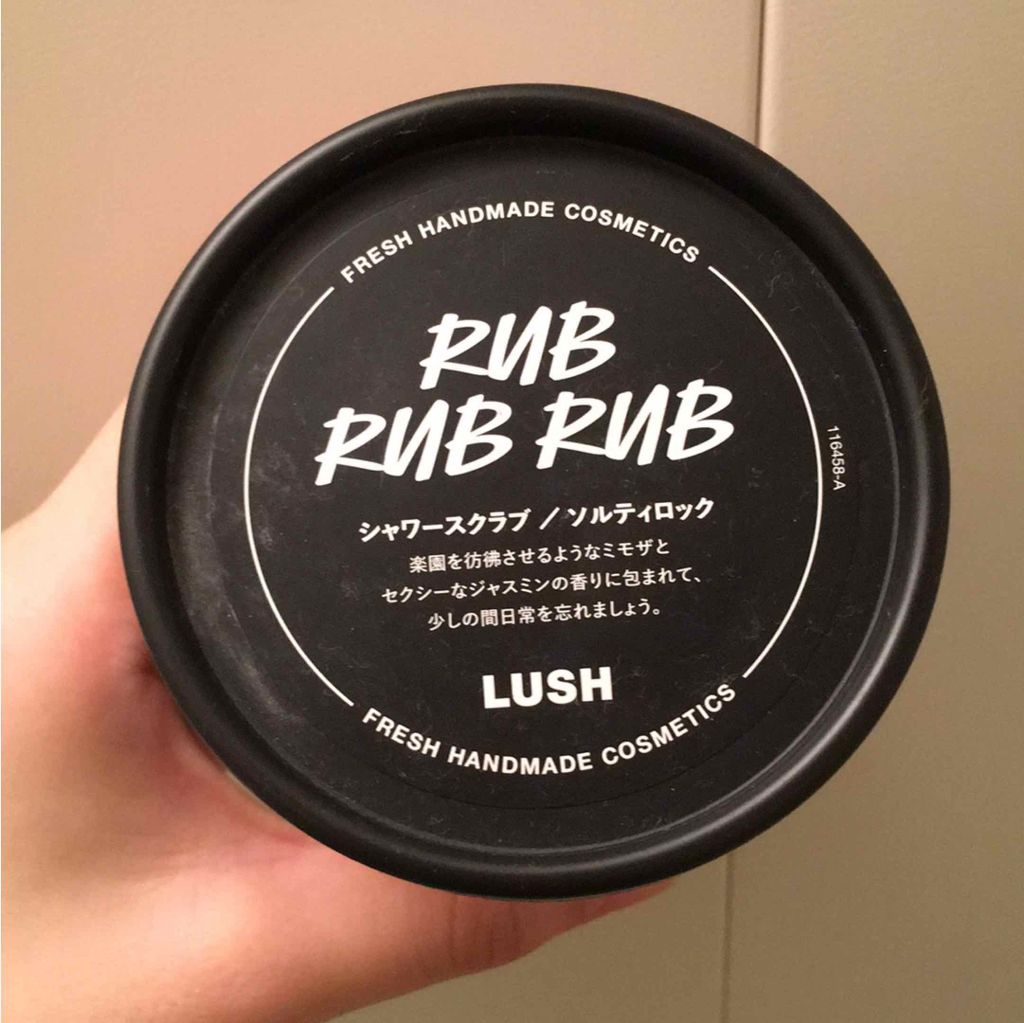 FRESH HANDMADE COSMETICS
RUB
RUB RUB
シャワースクラブ／ソルティロック
楽園を彷彿させるようなミモザと
セクシーなジャスミンの香りに包まれて、
少しの間日常を忘れましょう。
LUSH
FRESH HANDMADE COSMETICS
116458-A